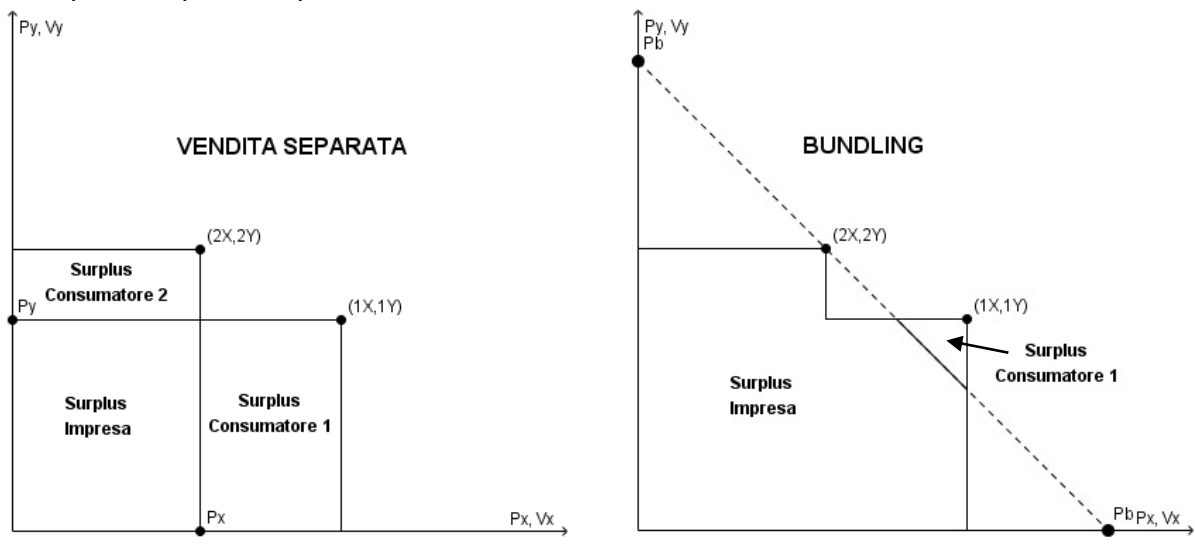 Py, Vy
VENDITA SEPARATA
(2X,2Y)
Surplus
Consumatore 2
Py
(1X,1Y)
Surplus
Impresa
Surplus
Consumatore 1
Px
Px, Vx
Py, Vy
Pb
BUNDLING
(2X,2Y)
(1X,1Y)
Surplus
Consumatore 1
Surplus
Impresa
Pb
Px, Vx